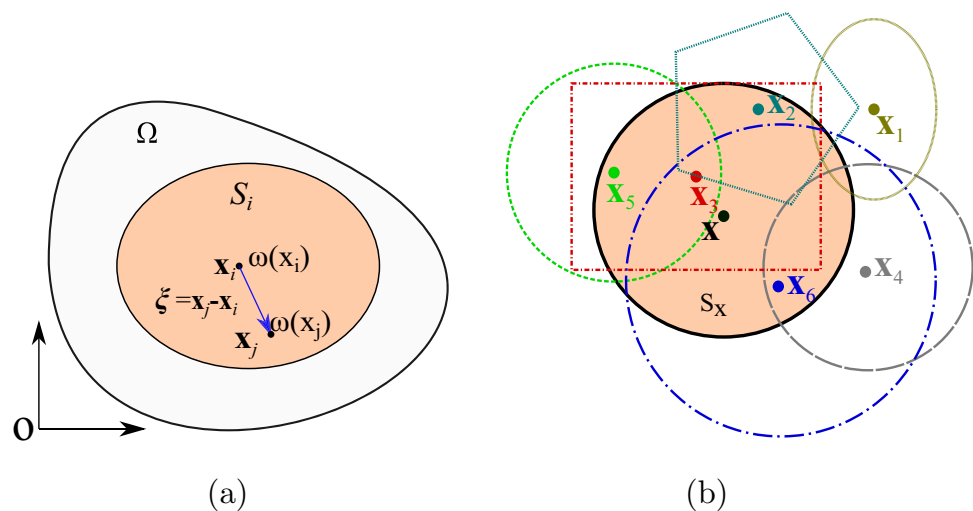 Ω
S_i
x_i ω(x_i)
ξ =x_j-x_i
x_j ω(x_j)
O
(a)
x_1
x_2
x_3
x_5
x
x_4
x_6
S_x
(b)